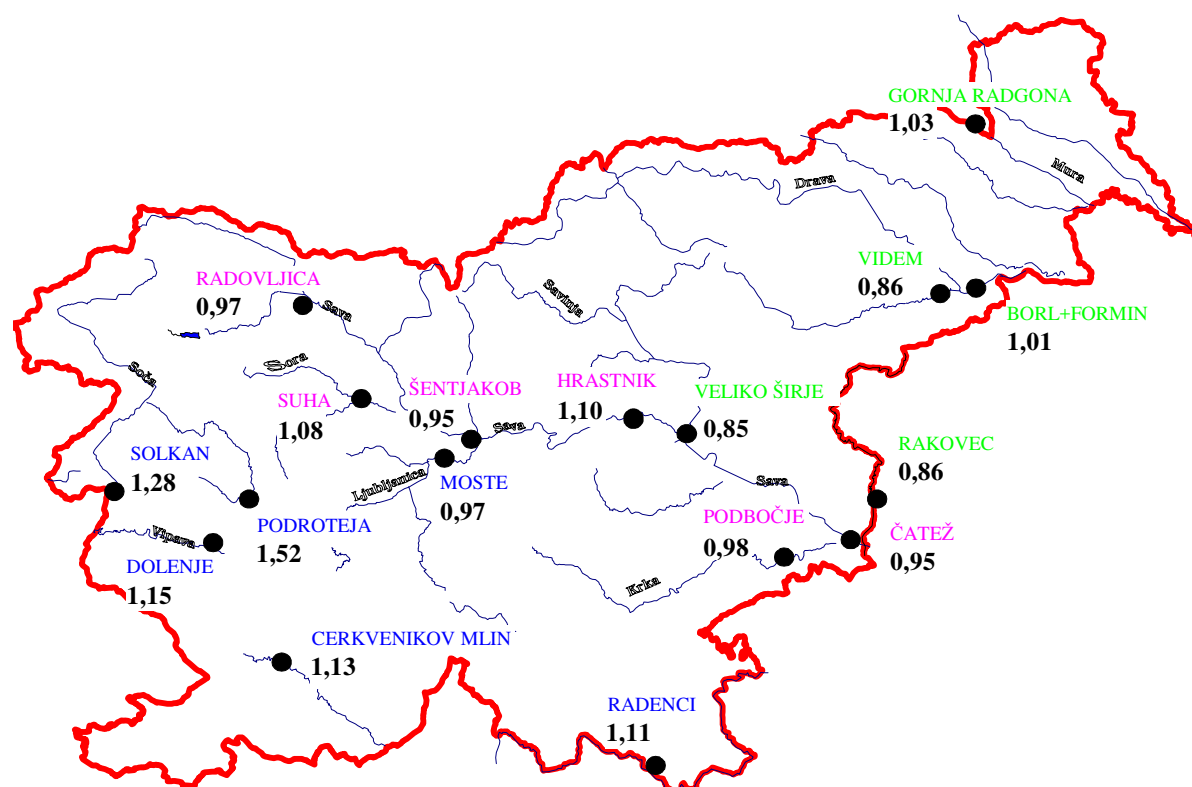 GORNJA RADGONA
1,03
Mura
Drava
VIDEM
0,86
BORL+FORMIN
1,01
RADOVLJICA
0,97
Sava
Savinja
Soča
Sora
SUHA
1,08
ŠENTJAKOB
0,95
Sava
HRASTNIK
1,10
VELIKO ŠIRJE
0,85
RAKOVEC
0,86
SOLKAN
1,28
Ljubljanica
MOSTE
0,97
Sava
PODROTEJA
1,52
Vipava
DOLENJE
1,15
PODBOČJE
0,98
ČATEŽ
0,95
Krka
CERKVENIKOV MLIN
1,13
RADENCI
1,11